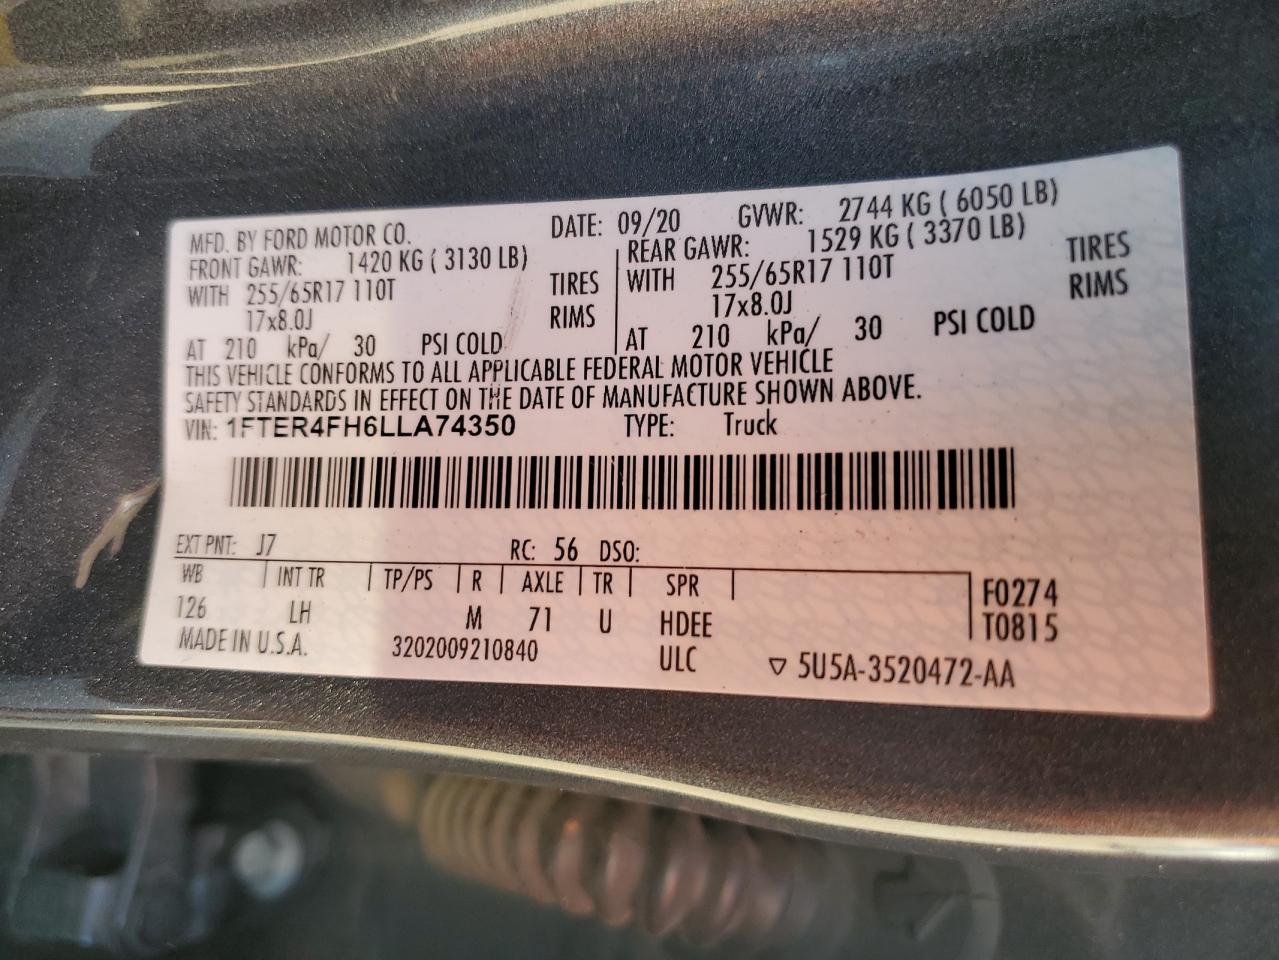 MFD. BY FORD MOTOR CO. DATE: 09/20 GVWR: 2744 KG ( 6050 LB)
FRONT GAWR: 1420 KG ( 3130 LB) REAR GAWR: 1529 KG ( 3370 LB)
WITH 255/65R17 110T TIRES WITH 255/65R17 110T TIRES
17x8.0J RIMS 17x8.0J RIMS
AT 210 kPa/ 30 PSI COLD AT 210 kPa/ 30 PSI COLD
THIS VEHICLE CONFORMS TO ALL APPLICABLE FEDERAL MOTOR VEHICLE
SAFETY STANDARDS IN EFFECT ON THE DATE OF MANUFACTURE SHOWN ABOVE.
VIN: 1FTER4FH6LLA74350 TYPE: Truck
EXT PNT: J7 RC: 56 DSO:
WB INT TR TP/PS R AXLE TR SPR F0274
126 LH M 71 U HDEE T0815
MADE IN U.S.A. 3202009210840 ULC ▽ 5U5A-3520472-AA